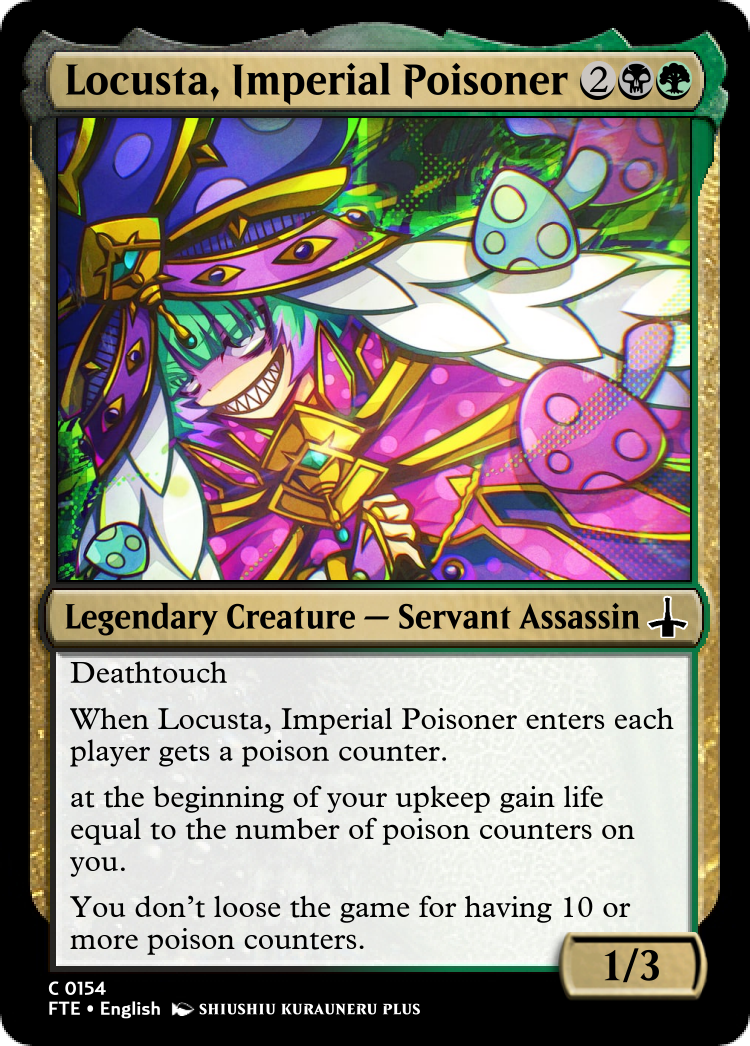 Locusta, Imperial Poisoner 2
Legendary Creature — Servant Assassin
Deathtouch
When Locusta, Imperial Poisoner enters each
player gets a poison counter.
at the beginning of your upkeep gain life
equal to the number of poison counters on
you.
You don't loose the game for having 10 or
more poison counters.
1/3
C 0154
FTE • English SHIUSHIU KURAUNERU PLUS